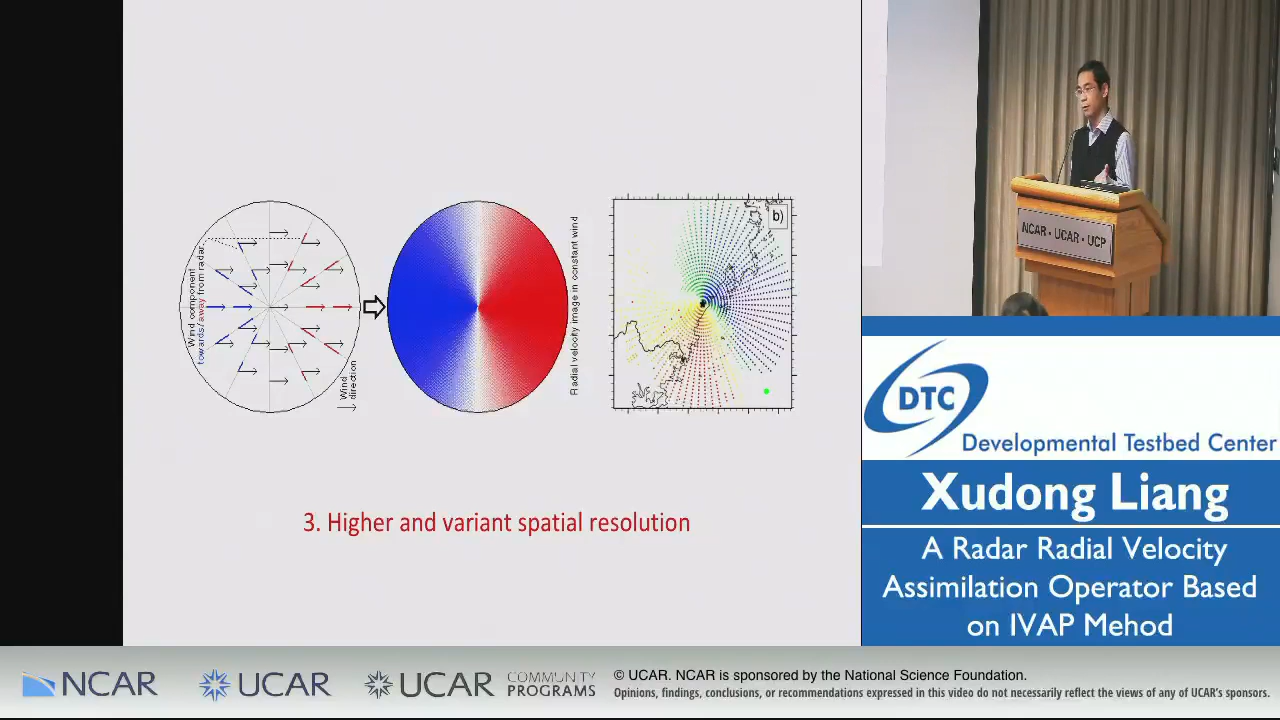 Wind component
towards/away from radar
Wind
direction
Radial velocity image in constant wind
b)
3. Higher and variant spatial resolution
NCAR • UCAR • UCP
DTC
Developmental Testbed Center
Xudong Liang
A Radar Radial Velocity
Assimilation Operator Based
on IVAP Mehod
NCAR
UCAR
UCAR
COMMUNITY
PROGRAMS
© UCAR. NCAR is sponsored by the National Science Foundation.
Opinions, findings, conclusions, or recommendations expressed in this video do not necessarily reflect the views of any of UCAR's sponsors.